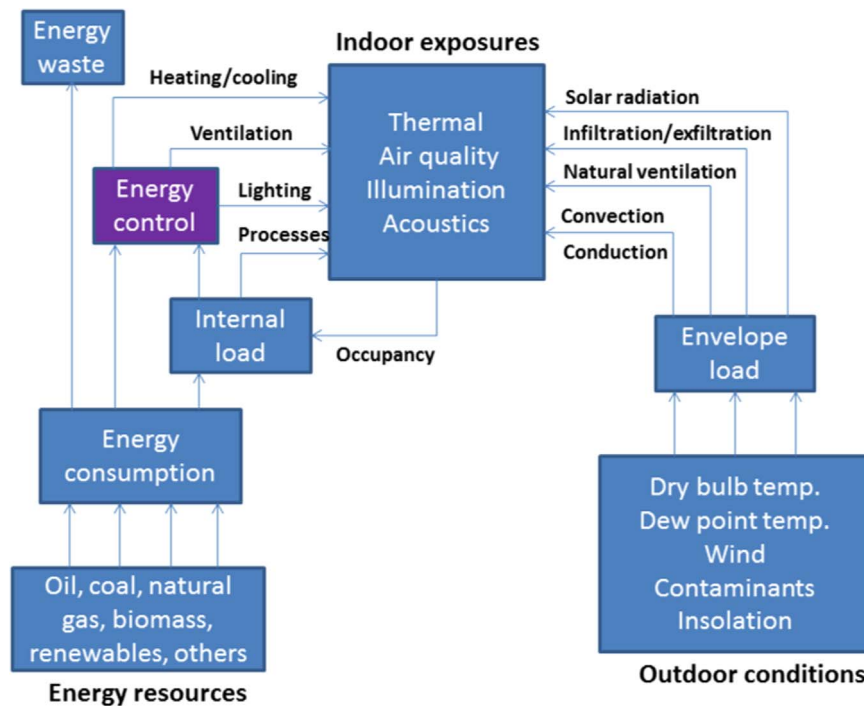 Energy
waste
Indoor exposures
Heating/cooling
Ventilation
Lighting
Processes
Energy
control
Thermal
Air quality
Illumination
Acoustics
Solar radiation
Infiltration/exfiltration
Natural ventilation
Convection
Conduction
Internal
load
Occupancy
Envelope
load
Energy
consumption
Dry bulb temp.
Dew point temp.
Wind
Contaminants
Insolation
Oil, coal, natural
gas, biomass,
renewables, others
Energy resources
Outdoor conditions